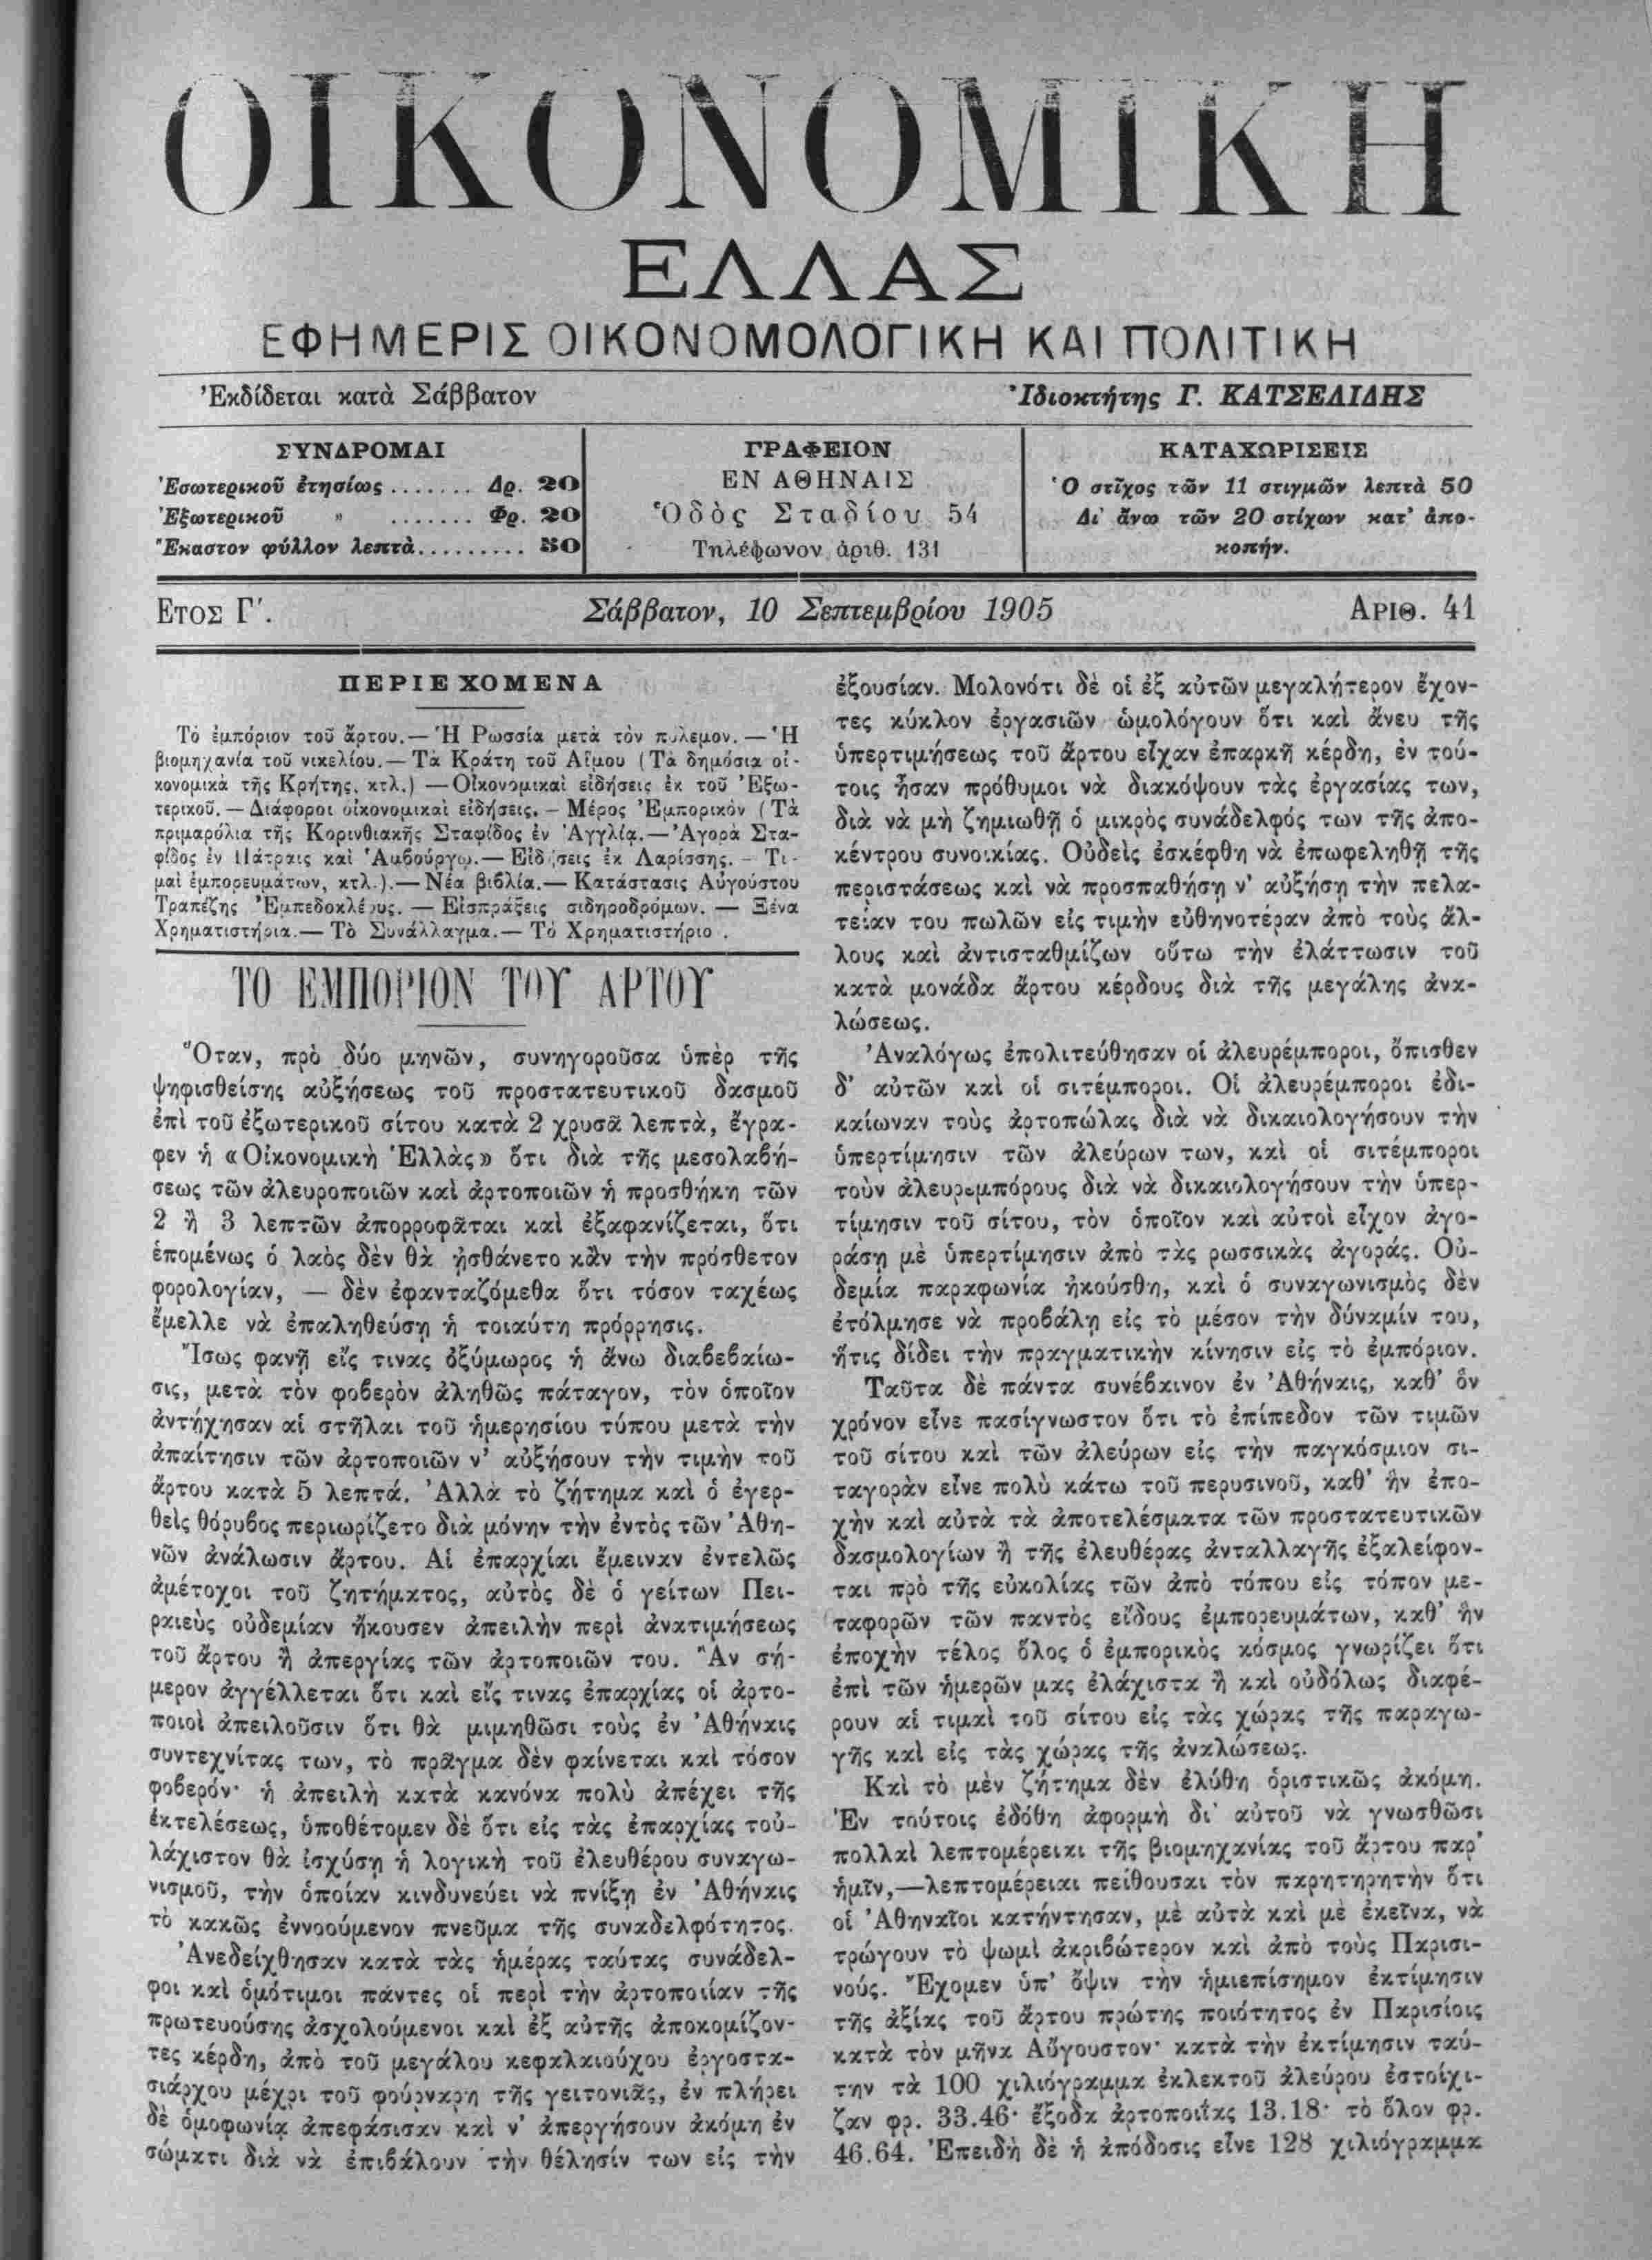 ΟΙΚΟΝΟΜΙΚΗ
ΕΛΛΑΣ
ΕΦΗΜΕΡΙΣ ΟΙΚΟΝΟΜΟΛΟΓΙΚΗ ΚΑΙ ΠΟΛΙΤΙΚΗ
Ἐκδίδεται κατὰ Σάββατον
Ἰδιοκτήτης Γ. ΚΑΤΣΕΛΙΔΗΣ
ΣΥΝΔΡΟΜΑΙ
Ἐσωτερικοῦ ἐτησίως....... Δρ. 20
Ἐξωτερικοῦ » ....... Φρ. 20
Ἕκαστον φύλλον λεπτὰ......... 50
ΓΡΑΦΕΙΟΝ
ΕΝ ΑΘΗΝΑΙΣ
Ὁδὸς Σταδίου 54
Τηλέφωνον ἀριθ. 131
ΚΑΤΑΧΩΡΙΣΕΙΣ
Ὁ στῖχος τῶν 11 στιγμῶν λεπτὰ 50
Δι' ἄνω τῶν 20 στίχων κατ' ἀπο-
κοπήν.
ΕΤΟΣ Γ'.
Σάββατον, 10 Σεπτεμβρίου 1905
ΑΡΙΘ. 41
ΠΕΡΙΕΧΟΜΕΝΑ
Τὸ ἐμπόριον τοῦ ἄρτου.— Ἡ Ρωσσία μετὰ τὸν πόλεμον. — Ἡ
βιομηχανία τοῦ νικελίου.— Τὰ Κράτη τοῦ Αἵμου (Τὰ δημόσια οἰ-
κονομικὰ τῆς Κρήτης, κτλ.) — Οἰκονομικαὶ εἰδήσεις ἐκ τοῦ Ἐξω-
τερικοῦ. — Διάφοροι οἰκονομικαὶ εἰδήσεις. — Μέρος Ἐμπορικόν (Τὰ
πριμαρόλια τῆς Κορινθιακῆς Σταφίδος ἐν Ἀγγλίᾳ.— Ἀγορὰ Στα-
φίδος ἐν Πάτραις καὶ Ἁμβούργῳ.— Εἰδήσεις ἐκ Λαρίσσης. — Τι-
μαὶ ἐμπορευμάτων, κτλ.).— Νέα βιβλία.— Κατάστασις Αὐγούστου
Τραπέζης Ἐμπεδοκλέους. — Εἰσπράξεις σιδηροδρόμων. — Ξένα
Χρηματιστήρια.— Τὸ Συνάλλαγμα.— Τὸ Χρηματιστήριο .
ΤΟ ΕΜΠΟΡΙΟΝ ΤΟΥ ΑΡΤΟΥ
Ὅταν, πρὸ δύο μηνῶν, συνηγοροῦσα ὑπὲρ τῆς
ψηφισθείσης αὐξήσεως τοῦ προστατευτικοῦ δασμοῦ
ἐπὶ τοῦ ἐξωτερικοῦ σίτου κατὰ 2 χρυσᾶ λεπτὰ, ἔγρα-
φεν ἡ «Οἰκονομικὴ Ἑλλὰς» ὅτι διὰ τῆς μεσολαβή-
σεως τῶν ἀλευροποιῶν καὶ ἀρτοποιῶν ἡ προσθήκη τῶν
2 ἢ 3 λεπτῶν ἀπορροφᾶται καὶ ἐξαφανίζεται, ὅτι
ἑπομένως ὁ λαὸς δὲν θὰ ᾐσθάνετο κἂν τὴν πρόσθετον
φορολογίαν, — δὲν ἐφανταζόμεθα ὅτι τόσον ταχέως
ἔμελλε νὰ ἐπαληθεύσῃ ἡ τοιαύτη πρόρρησις.
Ἴσως φανῇ εἴς τινας ὀξύμωρος ἡ ἄνω διαβεβαίω-
σις, μετὰ τὸν φοβερὸν ἀληθῶς πάταγον, τὸν ὁποῖον
ἀντήχησαν αἱ στῆλαι τοῦ ἡμερησίου τύπου μετὰ τὴν
ἀπαίτησιν τῶν ἀρτοποιῶν ν' αὐξήσουν τὴν τιμὴν τοῦ
ἄρτου κατὰ 5 λεπτά. Ἀλλὰ τὸ ζήτημα καὶ ὁ ἐγερ-
θεὶς θόρυβος περιωρίζετο διὰ μόνην τὴν ἐντὸς τῶν Ἀθη-
νῶν ἀνάλωσιν ἄρτου. Αἱ ἐπαρχίαι ἔμειναν ἐντελῶς
ἀμέτοχοι τοῦ ζητήματος, αὐτὸς δὲ ὁ γείτων Πει-
ραιεὺς οὐδεμίαν ἤκουσεν ἀπειλὴν περὶ ἀνατιμήσεως
τοῦ ἄρτου ἢ ἀπεργίας τῶν ἀρτοποιῶν του. Ἂν σή-
μερον ἀγγέλλεται ὅτι καὶ εἴς τινας ἐπαρχίας οἱ ἀρτο-
ποιοὶ ἀπειλοῦσιν ὅτι θὰ μιμηθῶσι τοὺς ἐν Ἀθήναις
συντεχνίτας των, τὸ πρᾶγμα δὲν φαίνεται καὶ τόσον
φοβερόν· ἡ ἀπειλὴ κατὰ κανόνα πολὺ ἀπέχει τῆς
ἐκτελέσεως, ὑποθέτομεν δὲ ὅτι εἰς τὰς ἐπαρχίας τοὐ-
λάχιστον θὰ ἰσχύσῃ ἡ λογικὴ τοῦ ἐλευθέρου συναγω-
νισμοῦ, τὴν ὁποίαν κινδυνεύει νὰ πνίξῃ ἐν Ἀθήναις
τὸ κακῶς ἐννοούμενον πνεῦμα τῆς συναδελφότητος.
Ἀνεδείχθησαν κατὰ τὰς ἡμέρας ταύτας συνάδελ-
φοι καὶ ὁμότιμοι πάντες οἱ περὶ τὴν ἀρτοποιίαν τῆς
πρωτευούσης ἀσχολούμενοι καὶ ἐξ αὐτῆς ἀποκομίζον-
τες κέρδη, ἀπὸ τοῦ μεγάλου κεφαλαιούχου ἐργοστα-
σιάρχου μέχρι τοῦ φούρναρη τῆς γειτονιᾶς, ἐν πλήρει
δὲ ὁμοφωνίᾳ ἀπεφάσισαν καὶ ν' ἀπεργήσουν ἀκόμη ἐν
σώματι διὰ νὰ ἐπιβάλουν τὴν θέλησίν των εἰς τὴν
ἐξουσίαν. Μολονότι δὲ οἱ ἐξ αὐτῶν μεγαλήτερον ἔχον-
τες κύκλον ἐργασιῶν ὡμολόγουν ὅτι καὶ ἄνευ τῆς
ὑπερτιμήσεως τοῦ ἄρτου εἶχαν ἐπαρκῆ κέρδη, ἐν τού-
τοις ἦσαν πρόθυμοι νὰ διακόψουν τὰς ἐργασίας των,
διὰ νὰ μὴ ζημιωθῇ ὁ μικρὸς συνάδελφός των τῆς ἀπο-
κέντρου συνοικίας. Οὐδεὶς ἐσκέφθη νὰ ἐπωφεληθῇ τῆς
περιστάσεως καὶ νὰ προσπαθήσῃ ν' αὐξήσῃ τὴν πελα-
τείαν του πωλῶν εἰς τιμὴν εὐθηνοτέραν ἀπὸ τοὺς ἄλ-
λους καὶ ἀντισταθμίζων οὕτω τὴν ἐλάττωσιν τοῦ
κατὰ μονάδα ἄρτου κέρδους διὰ τῆς μεγάλης ἀνα-
λώσεως.
Ἀναλόγως ἐπολιτεύθησαν οἱ ἀλευρέμποροι, ὄπισθεν
δ' αὐτῶν καὶ οἱ σιτέμποροι. Οἱ ἀλευρέμποροι ἐδι-
καίωναν τοὺς ἀρτοπώλας διὰ νὰ δικαιολογήσουν τὴν
ὑπερτίμησιν τῶν ἀλεύρων των, καὶ οἱ σιτέμποροι
τοὺν ἀλευρεμπόρους διὰ νὰ δικαιολογήσουν τὴν ὑπερ-
τίμησιν τοῦ σίτου, τὸν ὁποῖον καὶ αὐτοὶ εἶχον ἀγο-
ράσῃ μὲ ὑπερτίμησιν ἀπὸ τὰς ρωσσικὰς ἀγοράς. Οὐ-
δεμία παραφωνία ἠκούσθη, καὶ ὁ συναγωνισμὸς δὲν
ἐτόλμησε νὰ προβάλῃ εἰς τὸ μέσον τὴν δύναμίν του,
ἥτις δίδει τὴν πραγματικὴν κίνησιν εἰς τὸ ἐμπόριον.
Ταῦτα δὲ πάντα συνέβαινον ἐν Ἀθήναις, καθ' ὃν
χρόνον εἶνε πασίγνωστον ὅτι τὸ ἐπίπεδον τῶν τιμῶν
τοῦ σίτου καὶ τῶν ἀλεύρων εἰς τὴν παγκόσμιον σι-
ταγορὰν εἶνε πολὺ κάτω τοῦ περυσινοῦ, καθ' ἣν ἐπο-
χὴν καὶ αὐτὰ τὰ ἀποτελέσματα τῶν προστατευτικῶν
δασμολογίων ἢ τῆς ἐλευθέρας ἀνταλλαγῆς ἐξαλείφον-
ται πρὸ τῆς εὐκολίας τῶν ἀπὸ τόπου εἰς τόπον με-
ταφορῶν τῶν παντὸς εἴδους ἐμπορευμάτων, καθ' ἣν
ἐποχὴν τέλος ὅλος ὁ ἐμπορικὸς κόσμος γνωρίζει ὅτι
ἐπὶ τῶν ἡμερῶν μας ἐλάχιστα ἢ καὶ οὐδόλως διαφέ-
ρουν αἱ τιμαὶ τοῦ σίτου εἰς τὰς χώρας τῆς παραγω-
γῆς καὶ εἰς τὰς χώρας τῆς ἀναλώσεως.
Καὶ τὸ μὲν ζήτημα δὲν ἐλύθη ὁριστικῶς ἀκόμη.
Ἐν τούτοις ἐδόθη ἀφορμὴ δι' αὐτοῦ νὰ γνωσθῶσι
πολλαὶ λεπτομέρειαι τῆς βιομηχανίας τοῦ ἄρτου παρ'
ἡμῖν,—λεπτομέρειαι πείθουσαι τὸν παρητηρητὴν ὅτι
οἱ Ἀθηναῖοι κατήντησαν, μὲ αὐτὰ καὶ μὲ ἐκεῖνα, νὰ
τρώγουν τὸ ψωμὶ ἀκριβώτερον καὶ ἀπὸ τοὺς Παρισι-
νούς. Ἔχομεν ὑπ' ὄψιν τὴν ἡμιεπίσημον ἐκτίμησιν
τῆς ἀξίας τοῦ ἄρτου πρώτης ποιότητος ἐν Παρισίοις
κατὰ τὸν μῆνα Αὔγουστον· κατὰ τὴν ἐκτίμησιν ταύ-
την τὰ 100 χιλιόγραμμα ἐκλεκτοῦ ἀλεύρου ἐστοίχι-
ζαν φρ. 33.46· ἔξοδα ἀρτοποιΐας 13.18· τὸ ὅλον φρ.
46.64. Ἐπειδὴ δὲ ἡ ἀπόδοσις εἶνε 128 χιλιόγραμμα